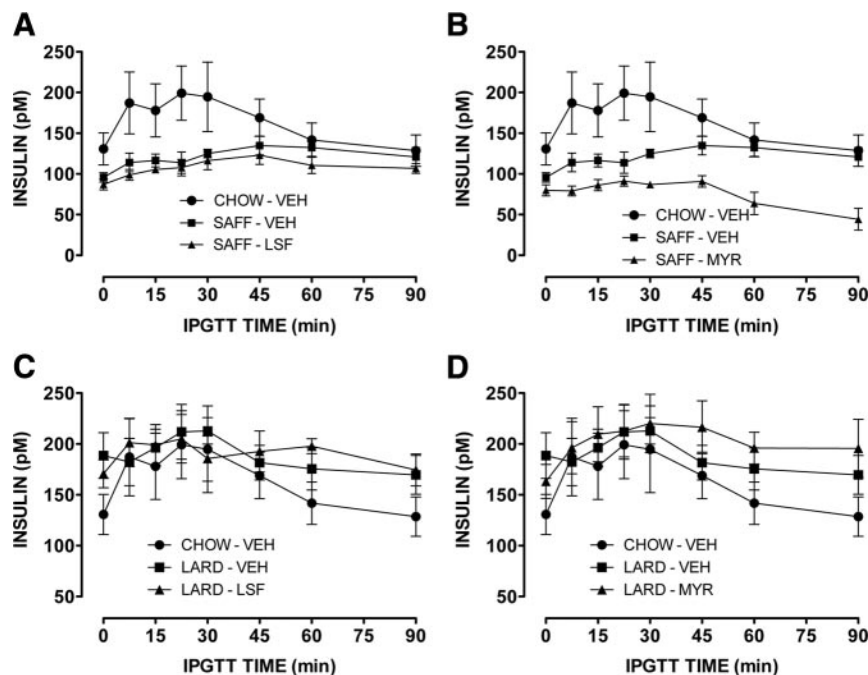 A
250
200
150
100
50
0
INSULIN (pM)
CHOW - VEH
SAFF - VEH
SAFF - LSF
0 15 30 45 60 75 90
IPGTT TIME (min)
B
250
200
150
100
50
0
INSULIN (pM)
CHOW - VEH
SAFF - VEH
SAFF - MYR
0 15 30 45 60 75 90
IPGTT TIME (min)
C
250
200
150
100
50
INSULIN (pM)
CHOW - VEH
LARD - VEH
LARD - LSF
0 15 30 45 60 75 90
IPGTT TIME (min)
D
250
200
150
100
50
INSULIN (pM)
CHOW - VEH
LARD - VEH
LARD - MYR
0 15 30 45 60 75 90
IPGTT TIME (min)